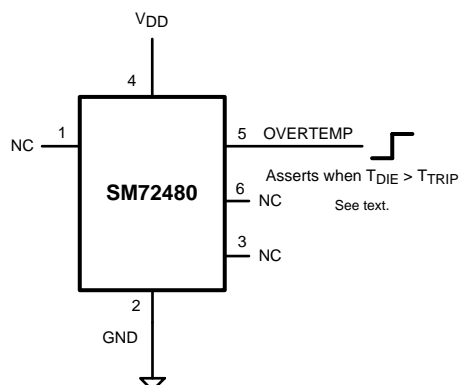 VDD
4
1
NC
5 OVERTEMP
SM72480
Asserts when TDIE > TTRIP
See text.
6
NC
3
NC
2
GND